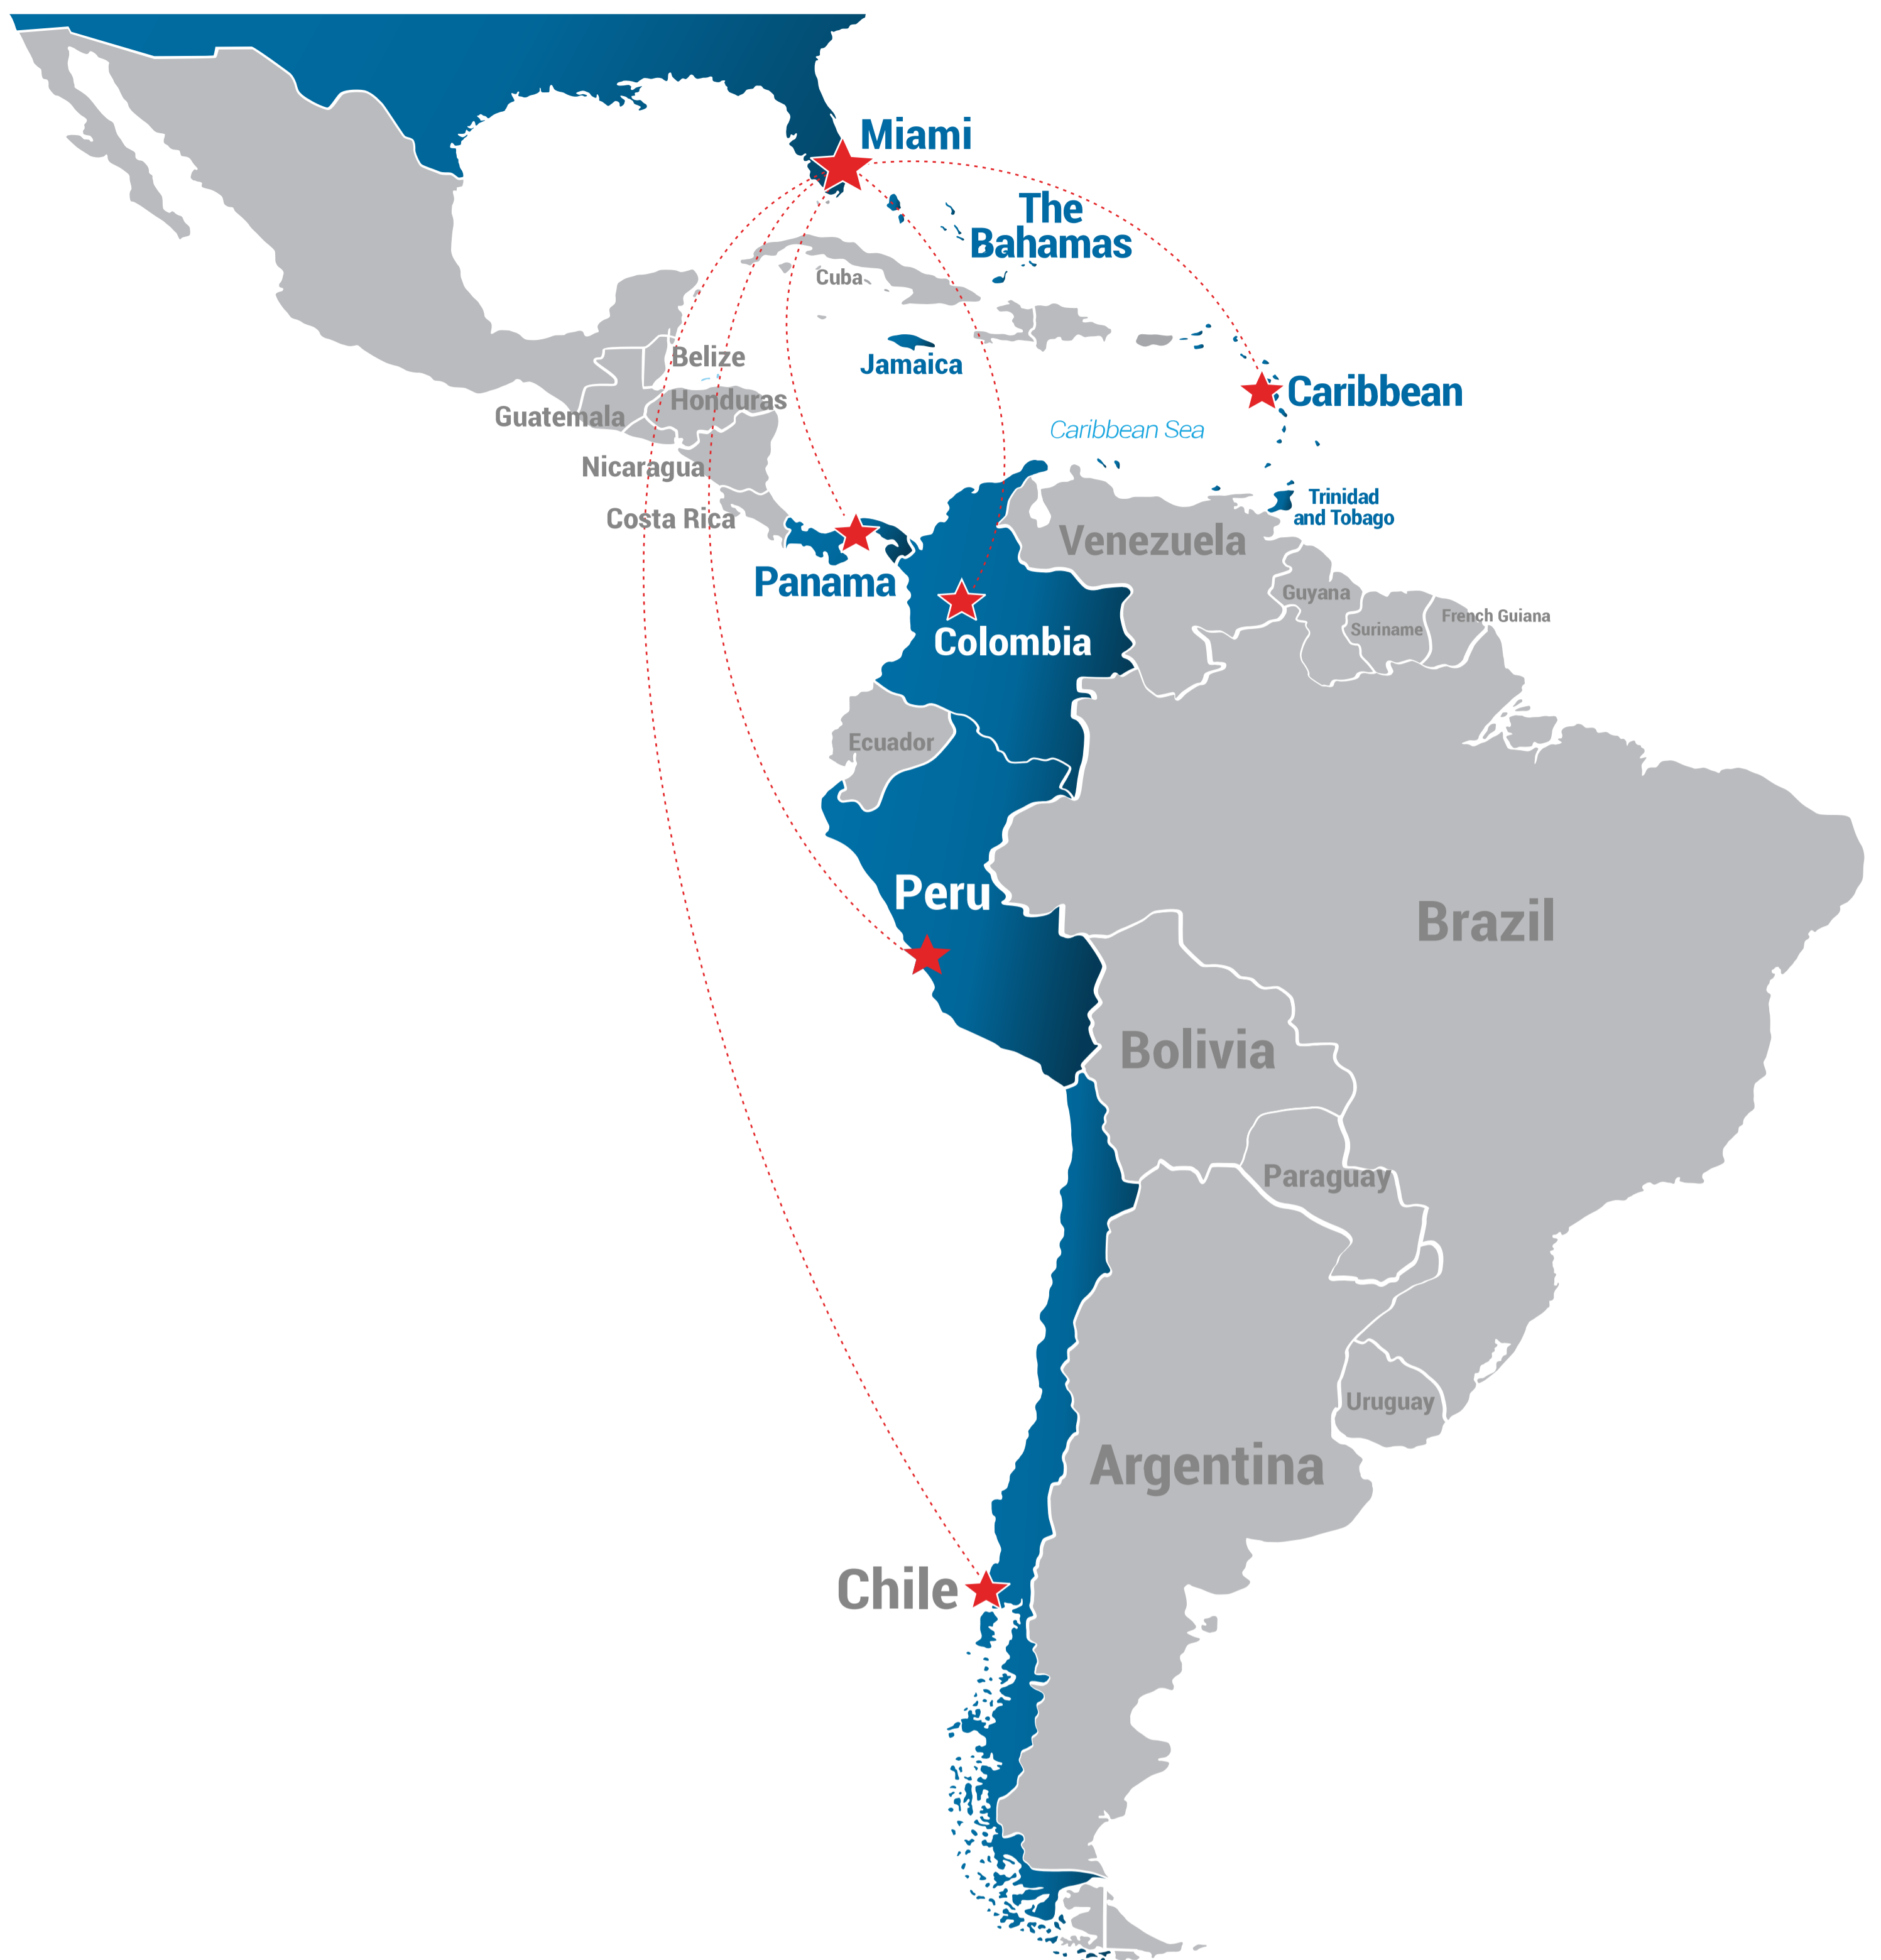 Miami
The
Bahamas
Cuba
Jamaica
Belize
Caribbean
Honduras
Guatemala
Caribbean Sea
Nicaragua
Trinidad
and Tobago
Costa Rica
Venezuela
Panama
Guyana
French Guiana
Suriname
Colombia
Ecuador
Peru
Brazil
Bolivia
Paraguay
Uruguay
Argentina
Chile